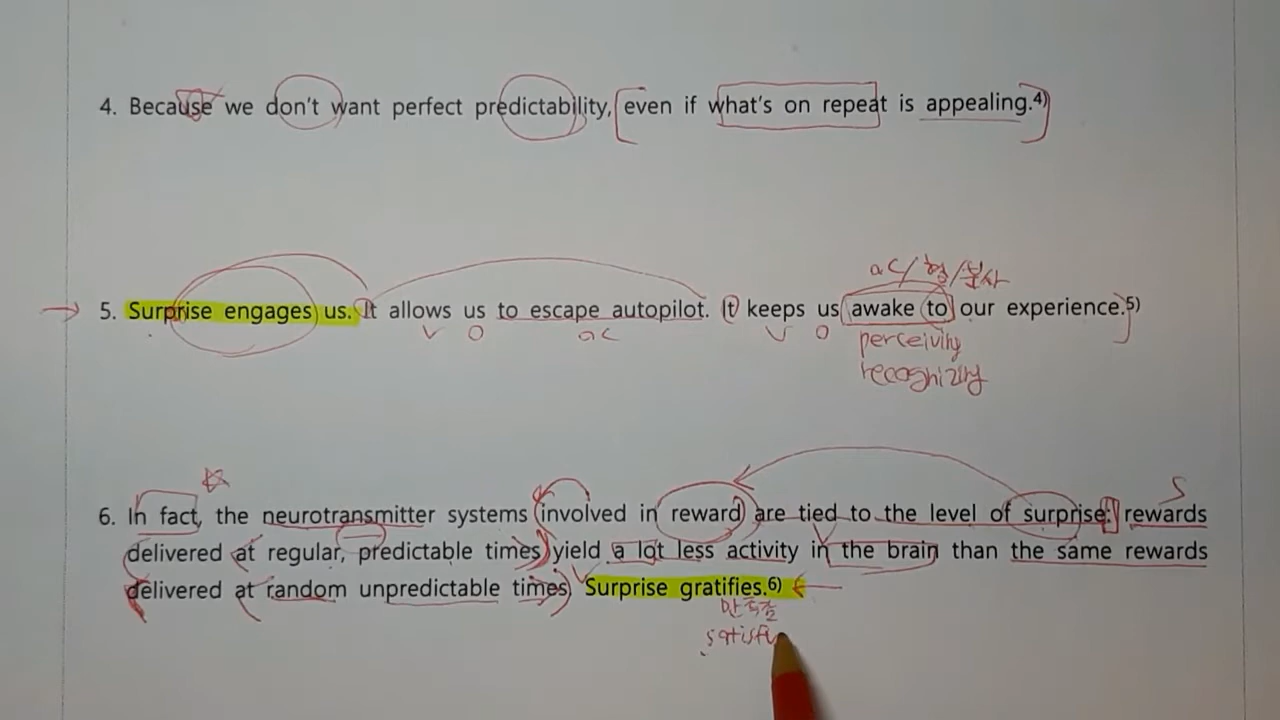 4. Because we don't want perfect predictability, even if what's on repeat is appealing.4)
ac/형/분사
5. Surprise engages us. It allows us to escape autopilot. It keeps us awake to our experience.5)
V O ac V O perceiving
recognizing
S
6. In fact, the neurotransmitter systems involved in reward are tied to the level of surprise: rewards
delivered at regular, predictable times yield a lot less activity in the brain than the same rewards
delivered at random unpredictable times. Surprise gratifies.6)
만족감
satisfy